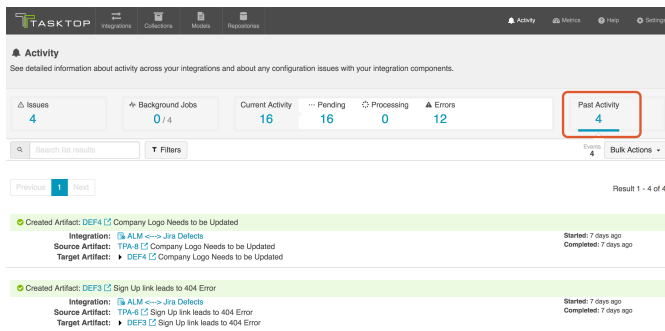 TASKTOP
Integrations Collections Models Repositories
Activity Metrics Help Settings
Activity
See detailed information about activity across your integrations and about any configuration issues with your integration components.
Issues Background Jobs Current Activity Pending Processing Errors Past Activity
4 0 / 4 16 16 0 12 4
Search list results Filters Events 4 Bulk Actions
Previous 1 Next Result 1 - 4 of 4
Created Artifact: DEF4 Company Logo Needs to be Updated
Integration: ALM <---> Jira Defects Started: 7 days ago
Source Artifact: TPA-8 Company Logo Needs to be Updated Completed: 7 days ago
Target Artifact: DEF4 Company Logo Needs to be Updated
Created Artifact: DEF3 Sign Up link leads to 404 Error
Integration: ALM <---> Jira Defects Started: 7 days ago
Source Artifact: TPA-6 Sign Up link leads to 404 Error Completed: 7 days ago
Target Artifact: DEF3 Sign Up link leads to 404 Error